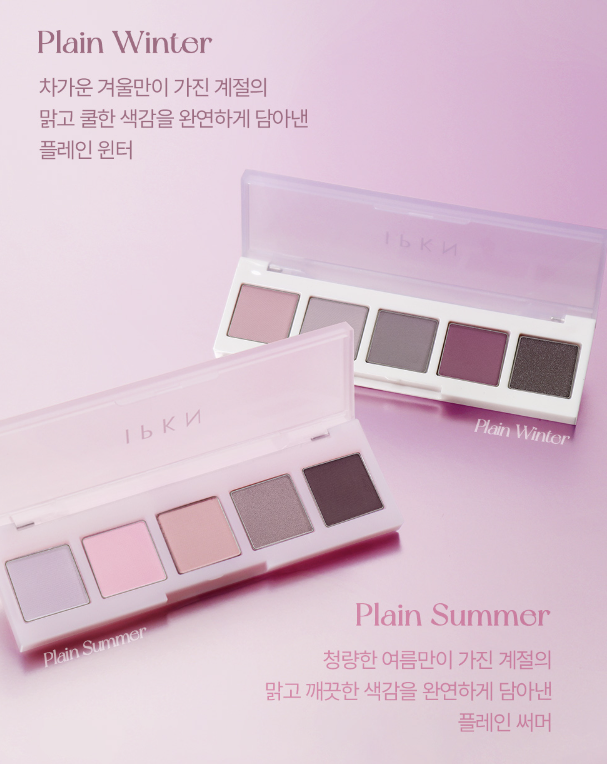 Plain Winter
차가운 겨울만이 가진 계절의
맑고 쿨한 색감을 완연하게 담아낸
플레인 윈터
IPKN
Plain Winter
IPKN
Plain Summer
Plain Summer
청량한 여름만이 가진 계절의
맑고 깨끗한 색감을 완연하게 담아낸
플레인 써머